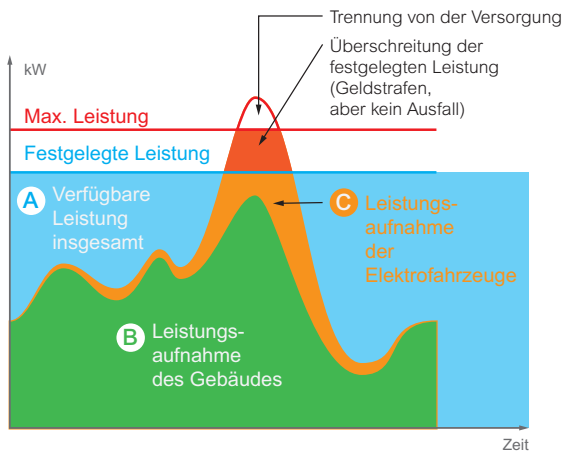 Trennung von der Versorgung
Überschreitung der
festgelegten Leistung
(Geldstrafen,
aber kein Ausfall)
kW
Max. Leistung
Festgelegte Leistung
A Verfügbare
Leistung
insgesamt
C Leistungs-
aufnahme
der
Elektrofahrzeuge
B Leistungs-
aufnahme
des Gebäudes
Zeit